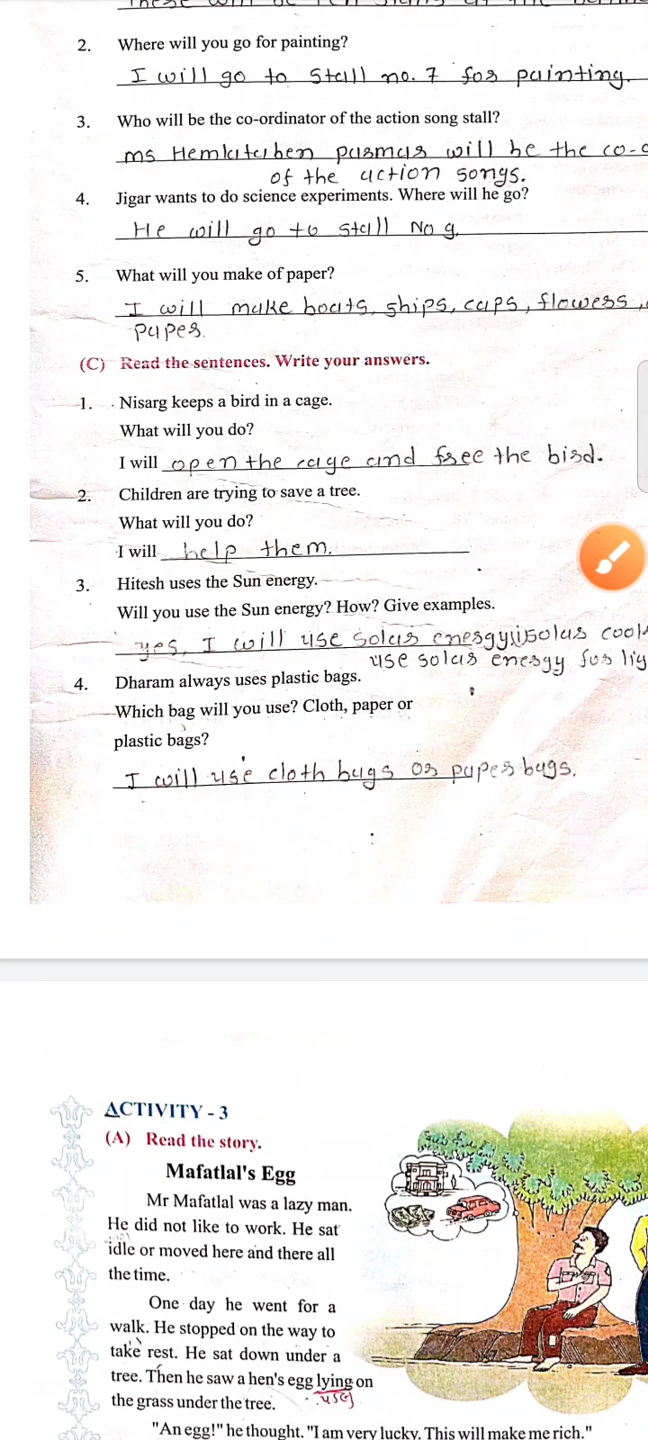 2. Where will you go for painting?
I will go to Stall no. 7 for painting.
3. Who will be the co-ordinator of the action song stall?
ms Hemlataben parmar will be the co-o
of the action songs.
4. Jigar wants to do science experiments. Where will he go?
He will go to stall No 9.
5. What will you make of paper?
I will make boats, ships, caps, flowers,
paper.
(C) Read the sentences. Write your answers.
1. Nisarg keeps a bird in a cage.
What will you do?
I will open the cage and free the bird.
2. Children are trying to save a tree.
What will you do?
I will help them.
3. Hitesh uses the Sun energy.
Will you use the Sun energy? How? Give examples.
yes, I will use solar energy solar cook
use solar energy for lig
4. Dharam always uses plastic bags.
Which bag will you use? Cloth, paper or
plastic bags?
I will use cloth bags or paper bags.
ACTIVITY - 3
(A) Read the story.
Mafatlal's Egg
Mr Mafatlal was a lazy man.
He did not like to work. He sat
idle or moved here and there all
the time.
One day he went for a
walk. He stopped on the way to
take rest. He sat down under a
tree. Then he saw a hen's egg lying on
the grass under the tree.
"An egg!" he thought. "I am very lucky. This will make me rich."